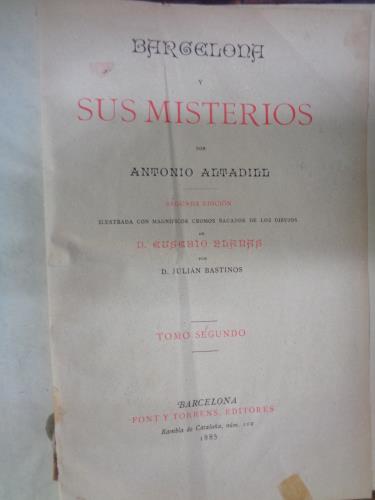 BARCELONA
Y
SUS MISTERIOS
POR
ANTONIO ALTADILL
SEGUNDA EDICIÓN
ILUSTRADA CON MAGNÍFICOS CROMOS SACADOS DE LOS DIBUJOS
DE
D. EUSEBIO PLANAS
POR
D. JULIÁN BASTINOS
TOMO SEGUNDO
BARCELONA
FONT Y TORRENS, EDITORES
Rambla de Cataluña, núm.
1885